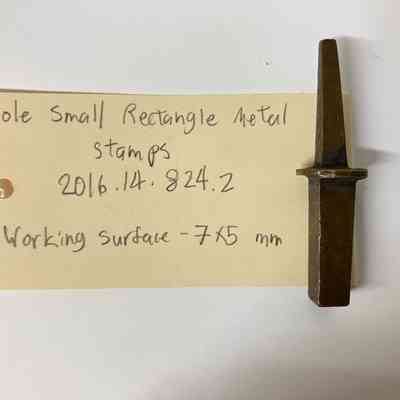 ole Small Rectangle Metal
stamps
2016.14.824.2
Working surface - 7x5 mm